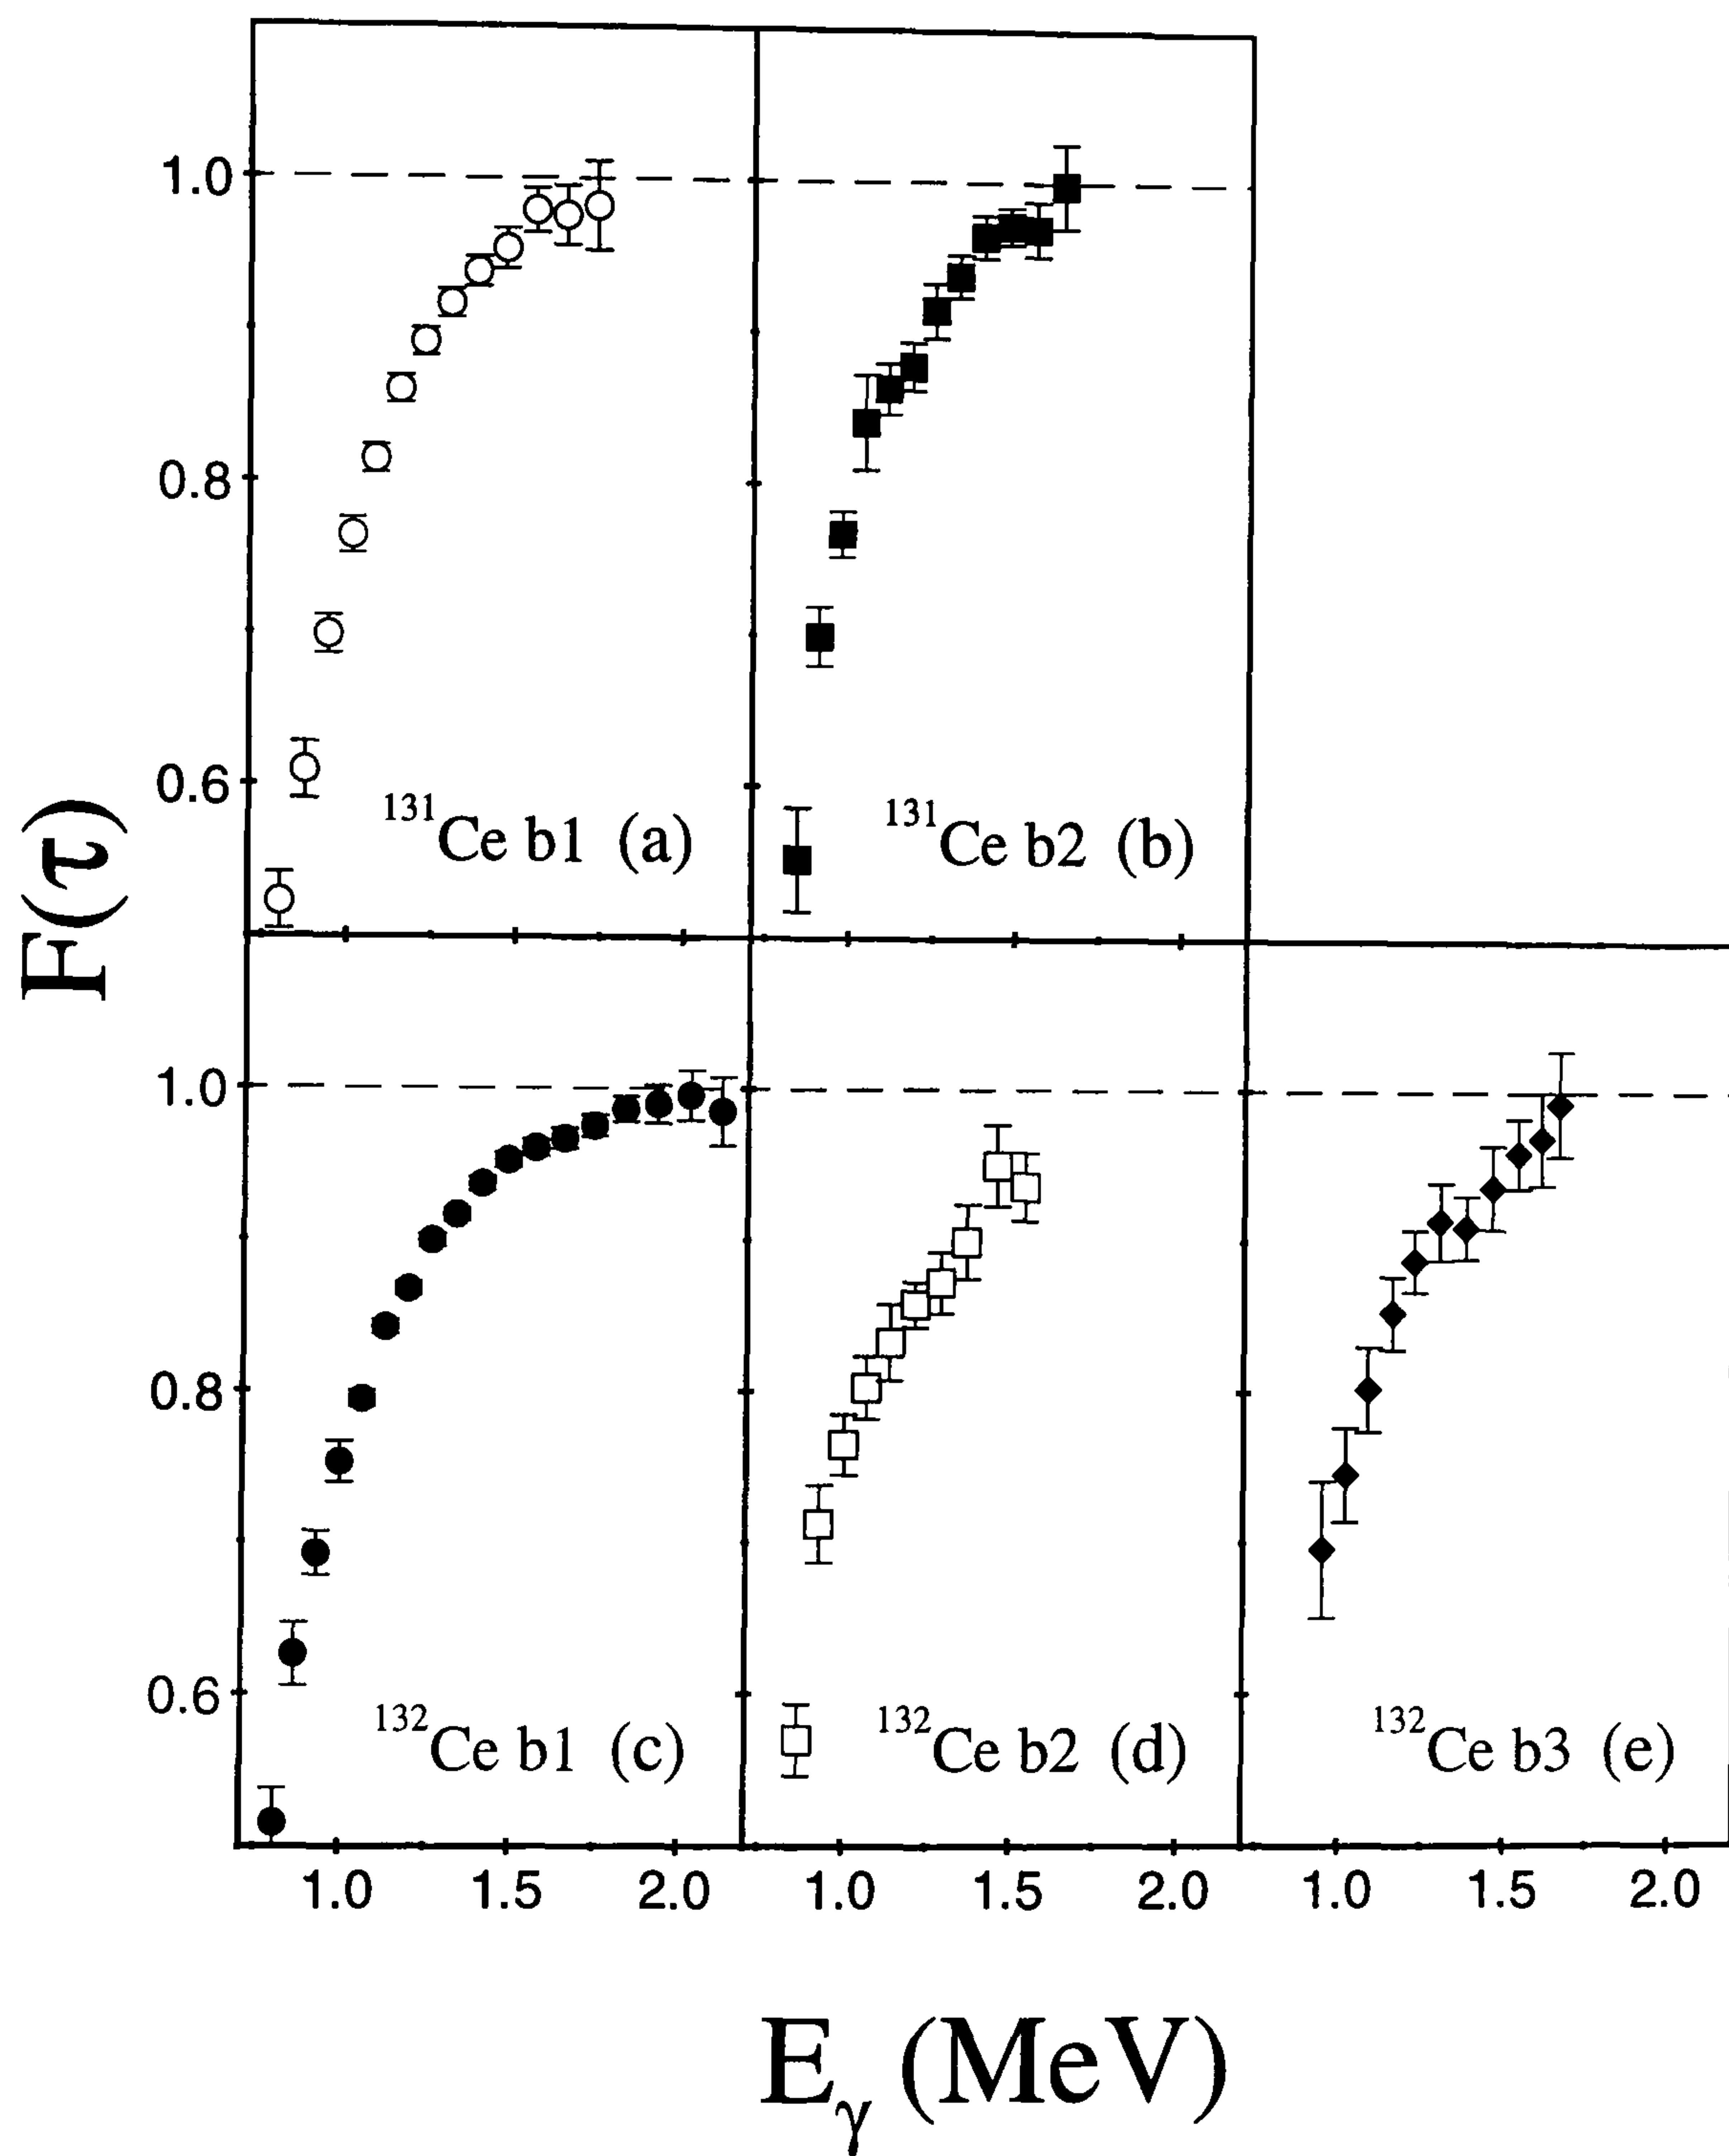 1.0
0.8
0.6
¹³¹Ce b1 (a)
¹³¹Ce b2 (b)
F(τ)
1.0
0.8
0.6
¹³²Ce b1 (c)
¹³²Ce b2 (d)
¹³²Ce b3 (e)
1.0 1.5 2.0 1.0 1.5 2.0 1.0 1.5 2.0
Eγ (MeV)